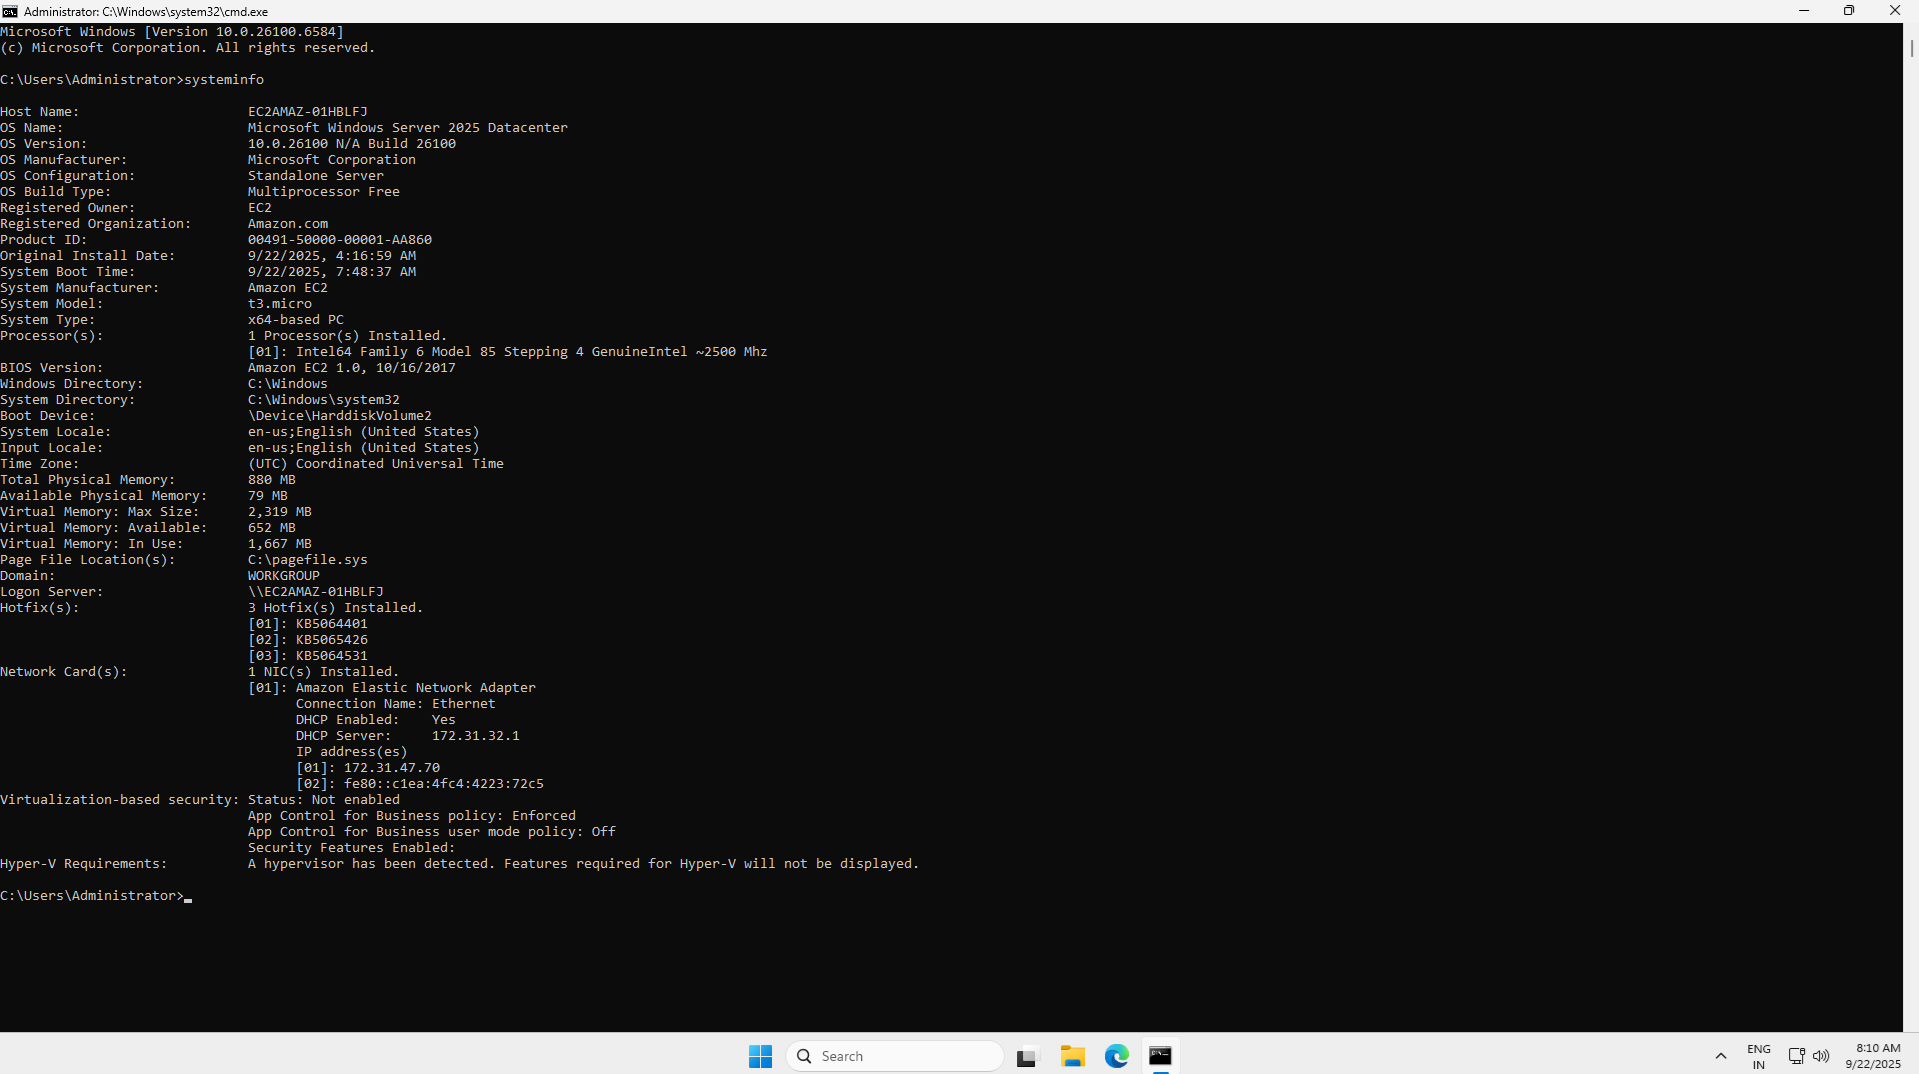 Administrator: C:\Windows\system32\cmd.exe
Microsoft Windows [Version 10.0.26100.6584]
(c) Microsoft Corporation. All rights reserved.
C:\Users\Administrator>systeminfo
Host Name: EC2AMAZ-01HBLFJ
OS Name: Microsoft Windows Server 2025 Datacenter
OS Version: 10.0.26100 N/A Build 26100
OS Manufacturer: Microsoft Corporation
OS Configuration: Standalone Server
OS Build Type: Multiprocessor Free
Registered Owner: EC2
Registered Organization: Amazon.com
Product ID: 00491-50000-00001-AA860
Original Install Date: 9/22/2025, 4:16:59 AM
System Boot Time: 9/22/2025, 7:48:37 AM
System Manufacturer: Amazon EC2
System Model: t3.micro
System Type: x64-based PC
Processor(s): 1 Processor(s) Installed.
[01]: Intel64 Family 6 Model 85 Stepping 4 GenuineIntel ~2500 Mhz
BIOS Version: Amazon EC2 1.0, 10/16/2017
Windows Directory: C:\Windows
System Directory: C:\Windows\system32
Boot Device: \Device\HarddiskVolume2
System Locale: en-us;English (United States)
Input Locale: en-us;English (United States)
Time Zone: (UTC) Coordinated Universal Time
Total Physical Memory: 880 MB
Available Physical Memory: 79 MB
Virtual Memory: Max Size: 2,319 MB
Virtual Memory: Available: 652 MB
Virtual Memory: In Use: 1,667 MB
Page File Location(s): C:\pagefile.sys
Domain: WORKGROUP
Logon Server: \\EC2AMAZ-01HBLFJ
Hotfix(s): 3 Hotfix(s) Installed.
[01]: KB5064401
[02]: KB5065426
[03]: KB5064531
Network Card(s): 1 NIC(s) Installed.
[01]: Amazon Elastic Network Adapter
Connection Name: Ethernet
DHCP Enabled: Yes
DHCP Server: 172.31.32.1
IP address(es)
[01]: 172.31.47.70
[02]: fe80::c1ea:4fc4:4223:72c5
Virtualization-based security: Status: Not enabled
App Control for Business policy: Enforced
App Control for Business user mode policy: Off
Security Features Enabled:
Hyper-V Requirements: A hypervisor has been detected. Features required for Hyper-V will not be displayed.
C:\Users\Administrator>
Search
ENG
IN
8:10 AM
9/22/2025